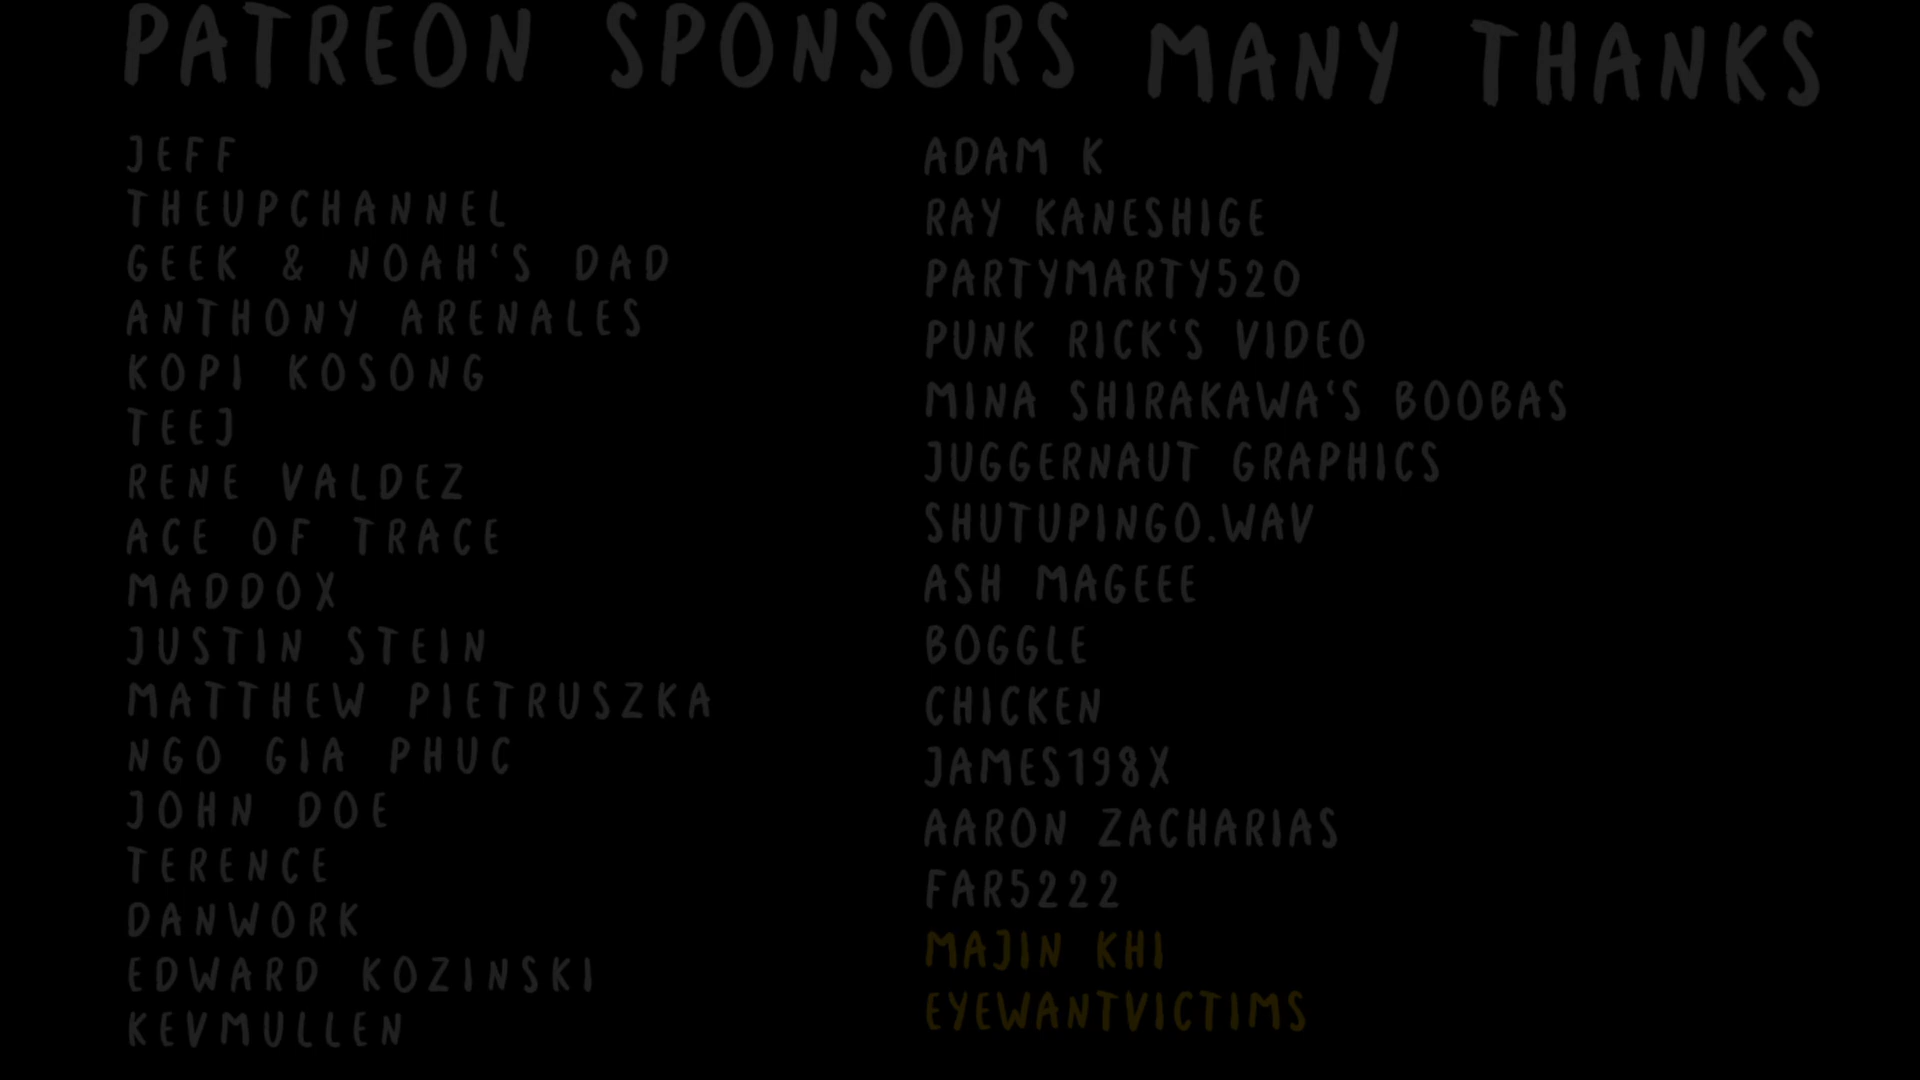 PATREON SPONSORS MANY THANKS
JEFF
THEUPCHANNEL
GEEK & NOAH'S DAD
ANTHONY ARENALES
KOPI KOSONG
TEEJ
RENE VALDEZ
ACE OF TRACE
MADDOX
JUSTIN STEIN
MATTHEW PIETRUSZKA
NGO GIA PHUC
JOHN DOE
TERENCE
DANWORK
EDWARD KOZINSKI
KEVMULLEN
ADAM K
RAY KANESHIGE
PARTYMARTY520
PUNK RICK'S VIDEO
MINA SHIRAKAWA'S BOOBAS
JUGGERNAUT GRAPHICS
SHUTUPINGO.WAV
ASH MAGEEE
BOGGLE
CHICKEN
JAMES198X
AARON ZACHARIAS
FAR5222
MAJIN KHI
EYEWANTVICTIMS